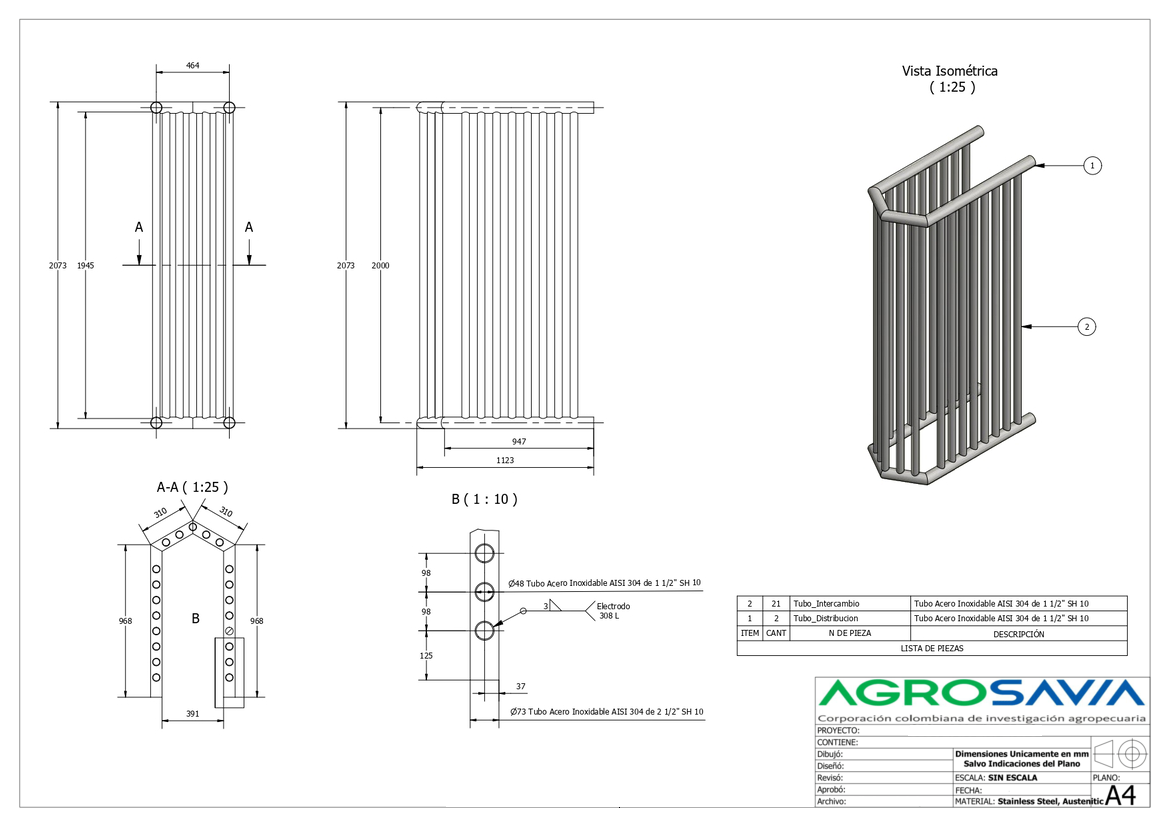 464
2073
1945
A
A
2073
2000
947
1123
Vista Isométrica
( 1:25 )
1
2
A-A ( 1:25 )
310
310
968
B
968
391
B ( 1 : 10 )
98
98
125
37
Ø48 Tubo Acero Inoxidable AISI 304 de 1 1/2" SH 10
3
Electrodo
308 L
Ø73 Tubo Acero Inoxidable AISI 304 de 2 1/2" SH 10
2 21 Tubo_Intercambio Tubo Acero Inoxidable AISI 304 de 1 1/2" SH 10
1 2 Tubo_Distribucion Tubo Acero Inoxidable AISI 304 de 1 1/2" SH 10
ITEM CANT N DE PIEZA DESCRIPCIÓN
LISTA DE PIEZAS
AGROSAVIA
Corporación colombiana de investigación agropecuaria
PROYECTO:
CONTIENE:
Dibujó:
Dimensiones Unicamente en mm
Diseñó:
Salvo Indicaciones del Plano
Revisó:
ESCALA: SIN ESCALA
PLANO:
Aprobó:
FECHA:
Archivo:
MATERIAL: Stainless Steel, Austenitic
A4